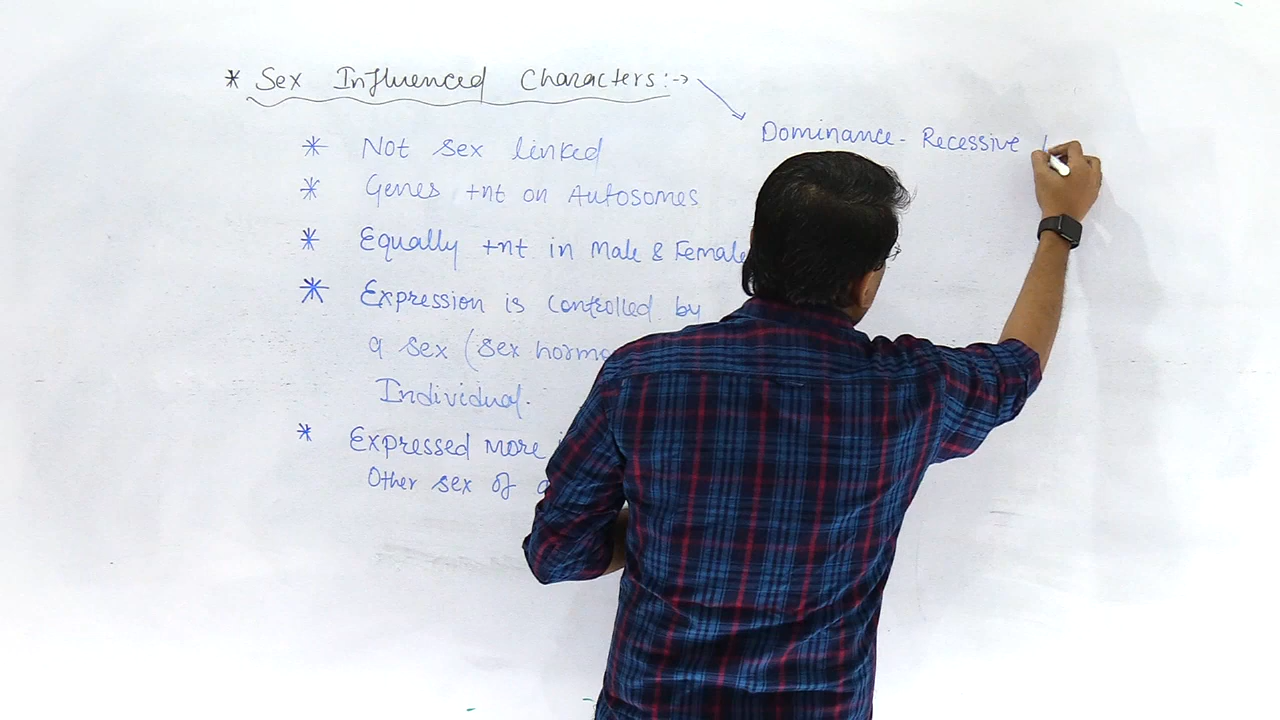 * Sex Influenced Characters:->
Dominance - Recessive
* Not sex linked
* Genes +nt on Autosomes
* Equally +nt in Male & Female
* Expression is controlled by
a sex (sex
Individual.
* Expressed more
Other sex of